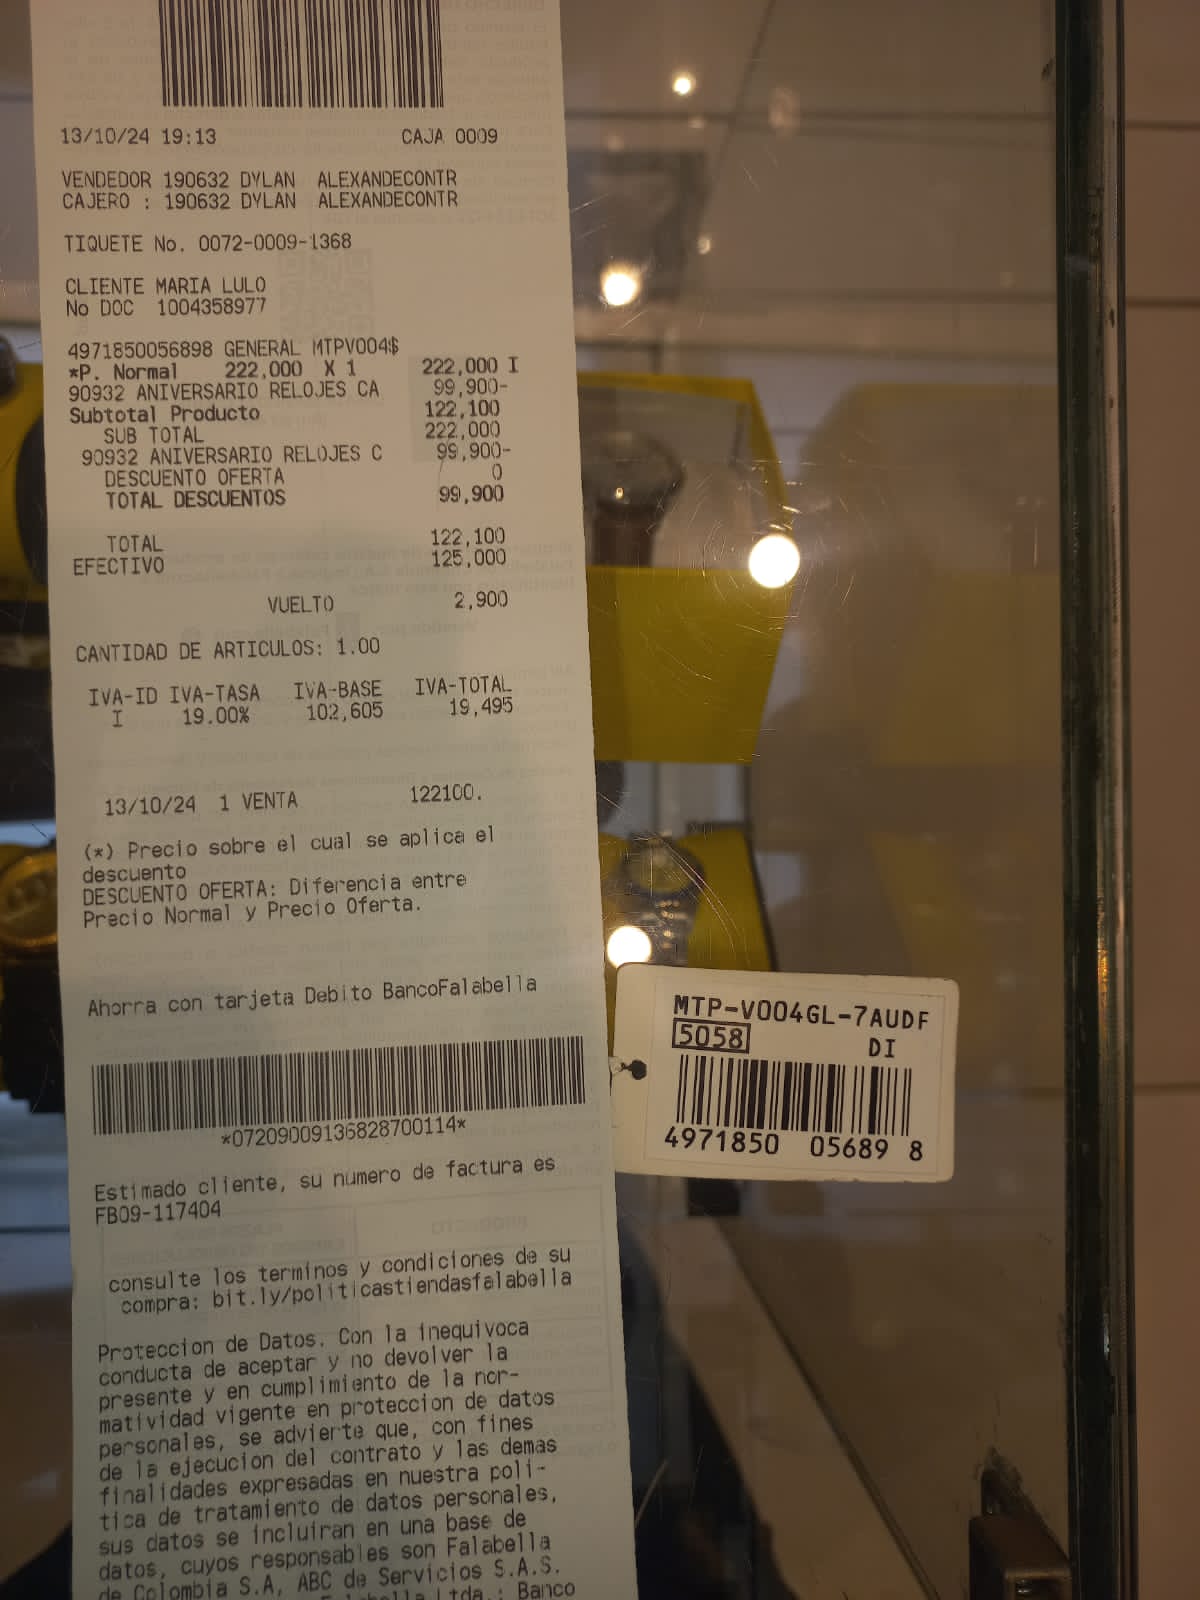 13/10/24 19:13 CAJA 0009
VENDEDOR 190632 DYLAN ALEXANDECONTR
CAJERO : 190632 DYLAN ALEXANDECONTR
TIQUETE No. 0072-0009-1368
CLIENTE MARIA LULO
No DOC 1004358977
4971850056898 GENERAL MTPV004$
*P. Normal 222,000 X 1 222,000 I
90932 ANIVERSARIO RELOJES CA 99,900-
Subtotal Producto 122,100
SUB TOTAL 222,000
90932 ANIVERSARIO RELOJES C 99,900-
DESCUENTO OFERTA 0
TOTAL DESCUENTOS 99,900
TOTAL 122,100
EFECTIVO 125,000
VUELTO 2,900
CANTIDAD DE ARTICULOS: 1.00
IVA-ID IVA-TASA IVA-BASE IVA-TOTAL
I 19.00% 102,605 19,495
13/10/24 1 VENTA 122100.
(*) Precio sobre el cual se aplica el
descuento
DESCUENTO OFERTA: Diferencia entre
Precio Normal y Precio Oferta.
Ahorra con tarjeta Debito BancoFalabella
*07209009136828700114*
Estimado cliente, su numero de factura es
FB09-117404
consulte los terminos y condiciones de su
compra: bit.ly/politicastiendasfalabella
Proteccion de Datos. Con la inequivoca
conducta de aceptar y no devolver la
presente y en cumplimiento de la nor-
matividad vigente en proteccion de datos
personales, se advierte que, con fines
de la ejecucion del contrato y las demas
finalidades expresadas en nuestra poli-
tica de tratamiento de datos personales,
sus datos se incluiran en una base de
datos, cuyos responsables son Falabella
de Colombia S.A, ABC de Servicios S.A.S.
Ltda.; Banco
MTP-V004GL-7AUDF
5058 DI
4971850 05689 8